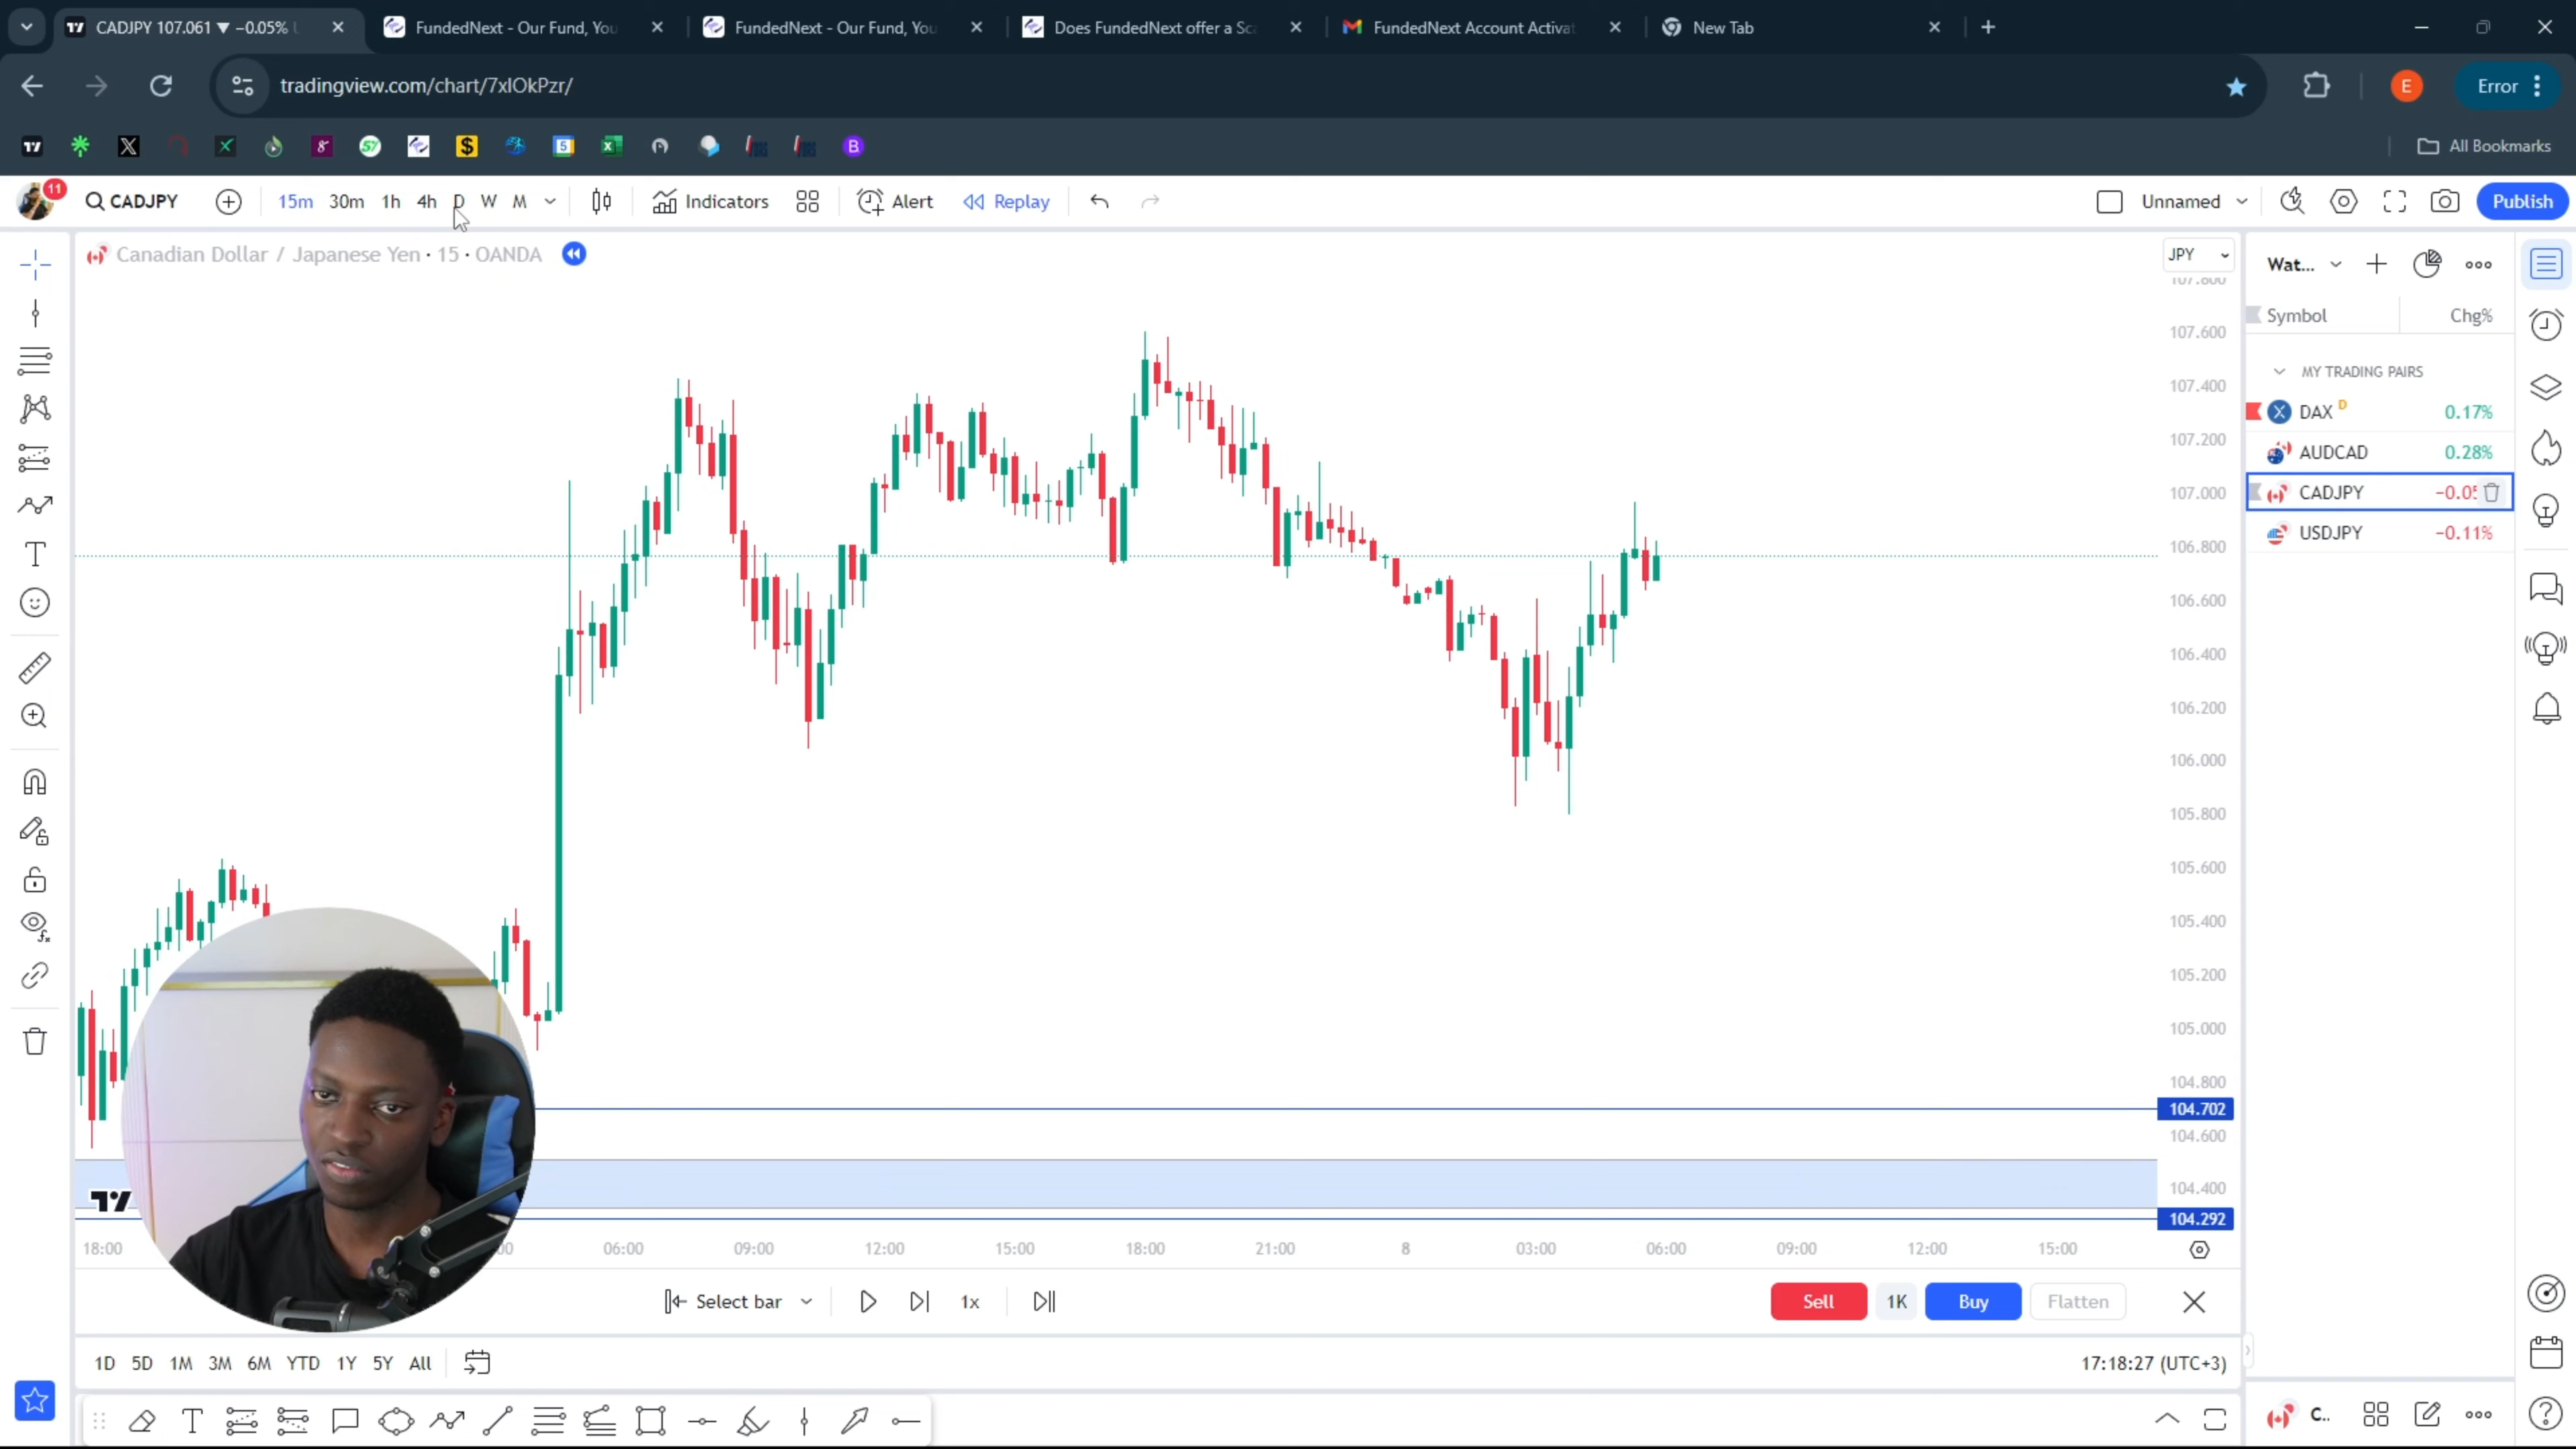 CADJPY 107.061 ▼ −0.05% U
FundedNext - Our Fund, You
FundedNext - Our Fund, You
Does FundedNext offer a Sca
FundedNext Account Activat
New Tab
tradingview.com/chart/7xIOkPzr/
E
Error
All Bookmarks
11
CADJPY
15m 30m 1h 4h D W M
Indicators
Alert
Replay
Unnamed
Publish
Canadian Dollar / Japanese Yen · 15 · OANDA
JPY
Wat...
Symbol Chg%
MY TRADING PAIRS
DAX D 0.17%
AUDCAD 0.28%
CADJPY −0.05
USDJPY −0.11%
107.800
107.600
107.400
107.200
107.000
106.800
106.600
106.400
106.200
106.000
105.800
105.600
105.400
105.200
105.000
104.800
104.702
104.600
104.400
104.292
18:00 06:00 09:00 12:00 15:00 18:00 21:00 8 03:00 06:00 09:00 12:00 15:00
Select bar
1x
Sell 1K Buy Flatten
1D 5D 1M 3M 6M YTD 1Y 5Y All
17:18:27 (UTC+3)
C..